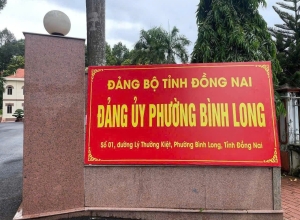 ĐẢNG BỘ TỈNH ĐỒNG NAI
ĐẢNG ỦY PHƯỜNG BÌNH LONG
Số 01, đường Lý Thường Kiệt, Phường Bình Long, Tỉnh Đồng Nai